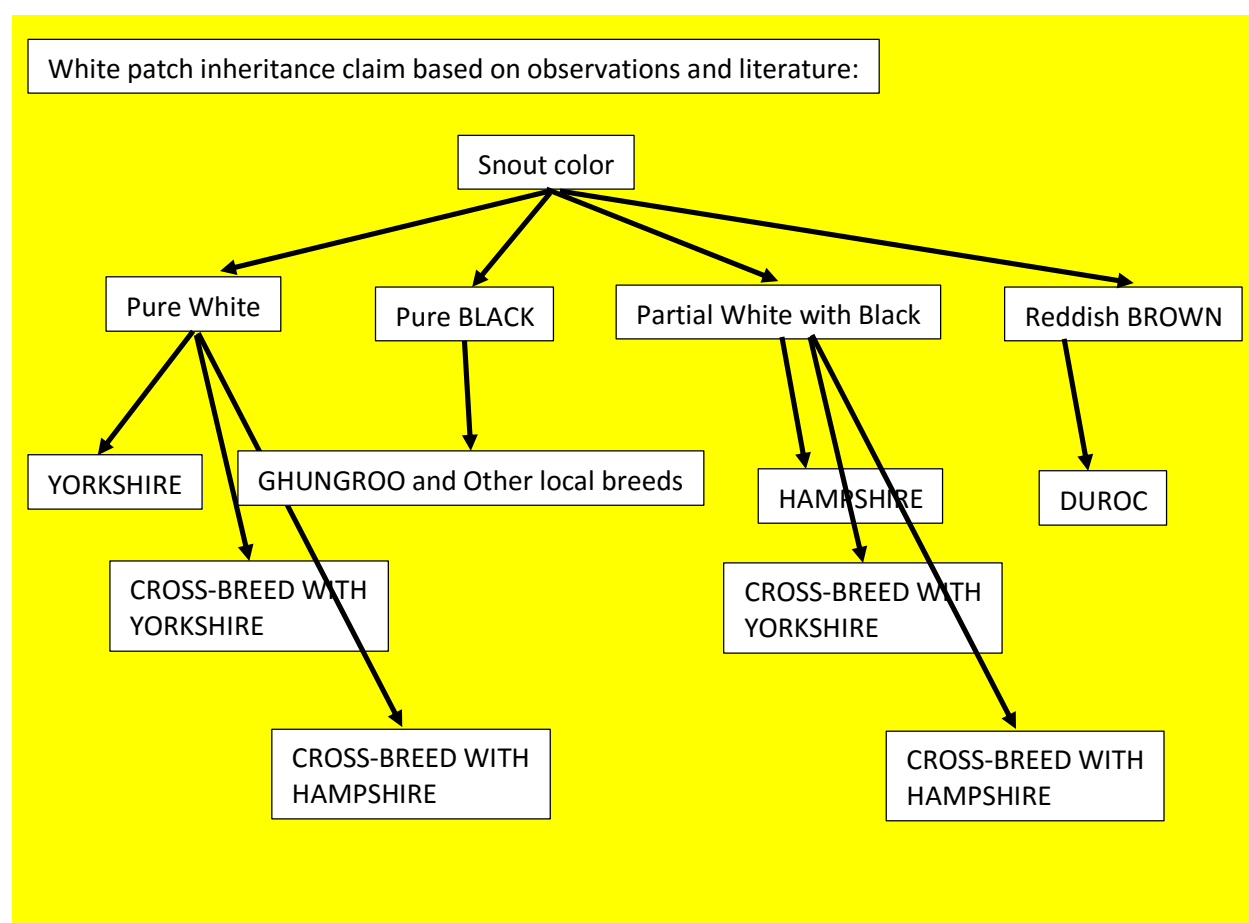 White patch inheritance claim based on observations and literature:
Snout color
Pure White
Pure BLACK
Partial White with Black
Reddish BROWN
YORKSHIRE
GHUNGROO and Other local breeds
HAMPSHIRE
DUROC
CROSS-BREED WITH
YORKSHIRE
CROSS-BREED WITH
YORKSHIRE
CROSS-BREED WITH
HAMPSHIRE
CROSS-BREED WITH
HAMPSHIRE